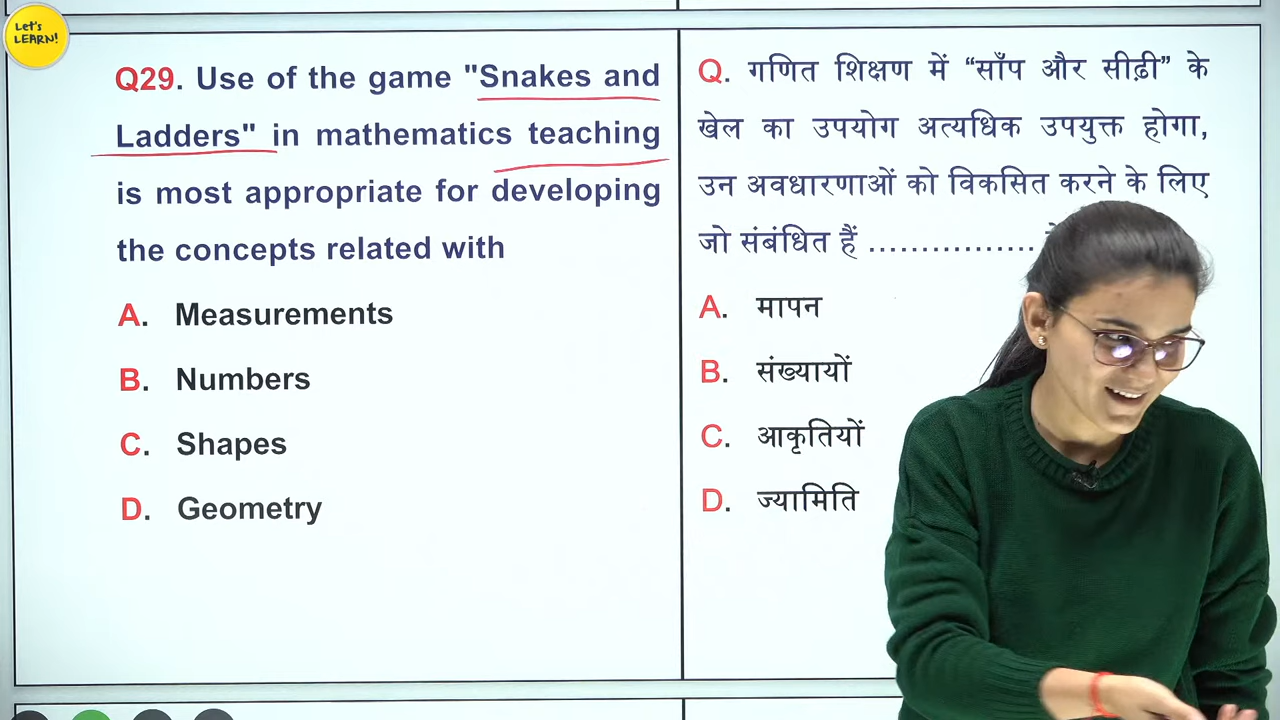 Let's
LEARN!
Q29. Use of the game "Snakes and
Ladders" in mathematics teaching
is most appropriate for developing
the concepts related with
A. Measurements
B. Numbers
C. Shapes
D. Geometry
Q. गणित शिक्षण में “साँप और सीढ़ी” के
खेल का उपयोग अत्यधिक उपयुक्त होगा,
उन अवधारणाओं को विकसित करने के लिए
जो संबंधित हैं ................
A. मापन
B. संख्यायों
C. आकृतियों
D. ज्यामिति